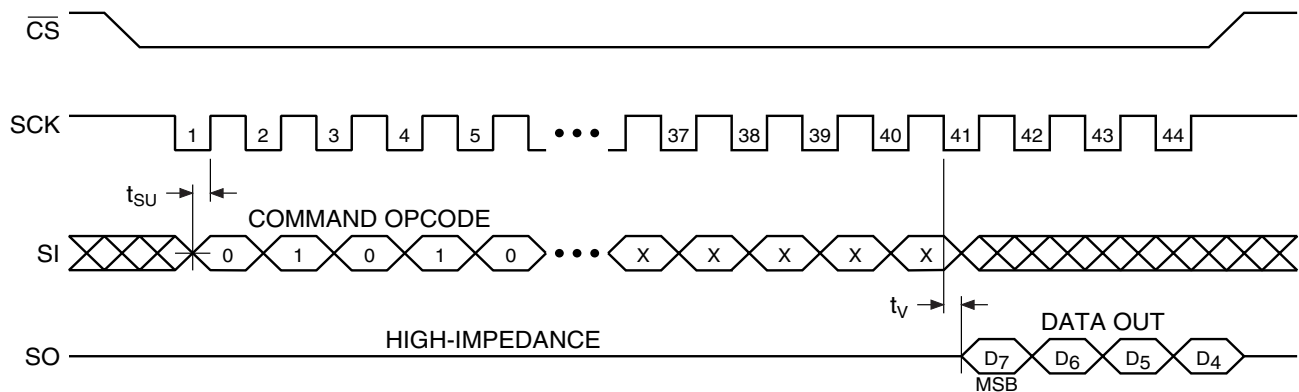 CS
SCK 1 2 3 4 5 ••• 37 38 39 40 41 42 43 44
tSU
COMMAND OPCODE
SI 0 1 0 1 0 ••• X X X X X
tV
HIGH-IMPEDANCE DATA OUT
SO D7 D6 D5 D4
MSB